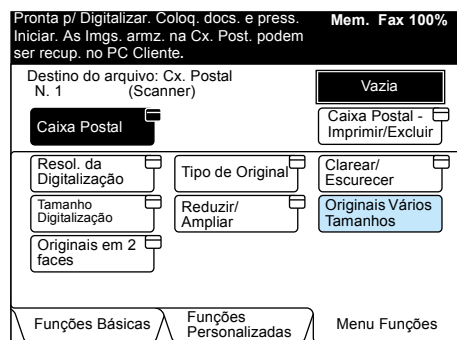 Pronta p/ Digitalizar. Coloq. docs. e press.
Mem. Fax 100%
Iniciar. As Imgs. armz. na Cx. Post. podem
ser recup. no PC Cliente.
Destino do arquivo: Cx. Postal
N. 1 (Scanner)
Vazia
Caixa Postal
Caixa Postal -
Imprimir/Excluir
Resol. da
Digitalização
Tipo de Original
Clarear/
Escurecer
Tamanho
Digitalização
Reduzir/
Ampliar
Originais Vários
Tamanhos
Originais em 2
faces
Funções Básicas
Funções
Personalizadas
Menu Funções